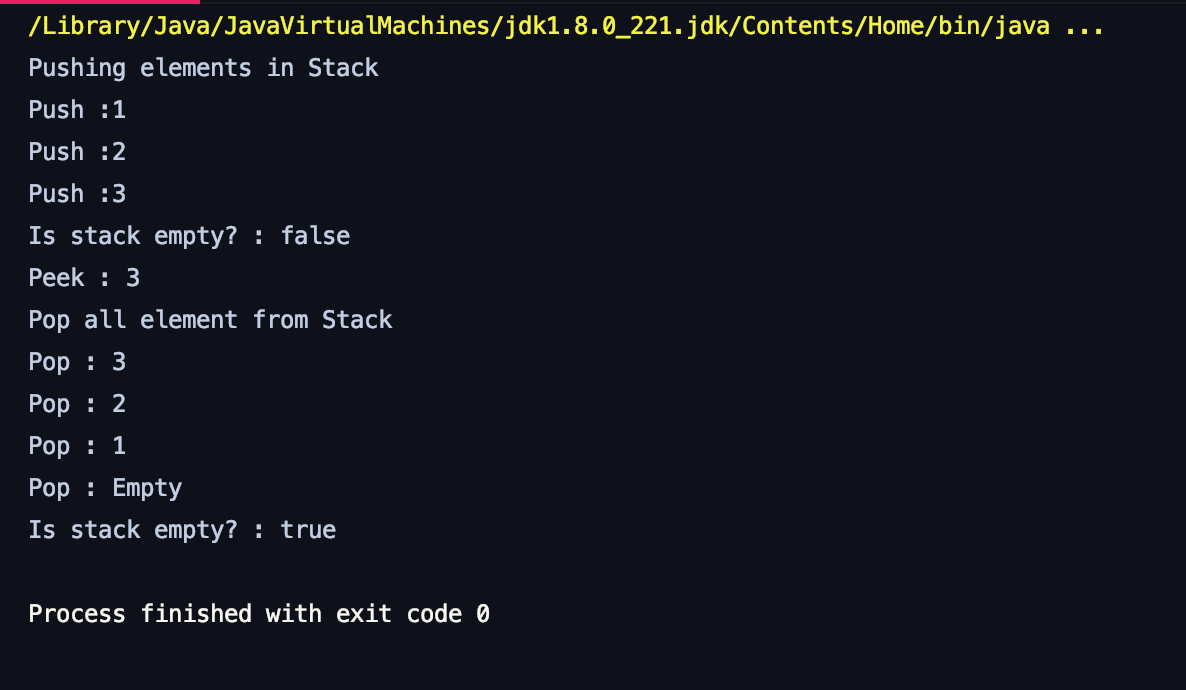 /Library/Java/JavaVirtualMachines/jdk1.8.0_221.jdk/Contents/Home/bin/java ...
Pushing elements in Stack
Push :1
Push :2
Push :3
Is stack empty? : false
Peek : 3
Pop all element from Stack
Pop : 3
Pop : 2
Pop : 1
Pop : Empty
Is stack empty? : true
Process finished with exit code 0